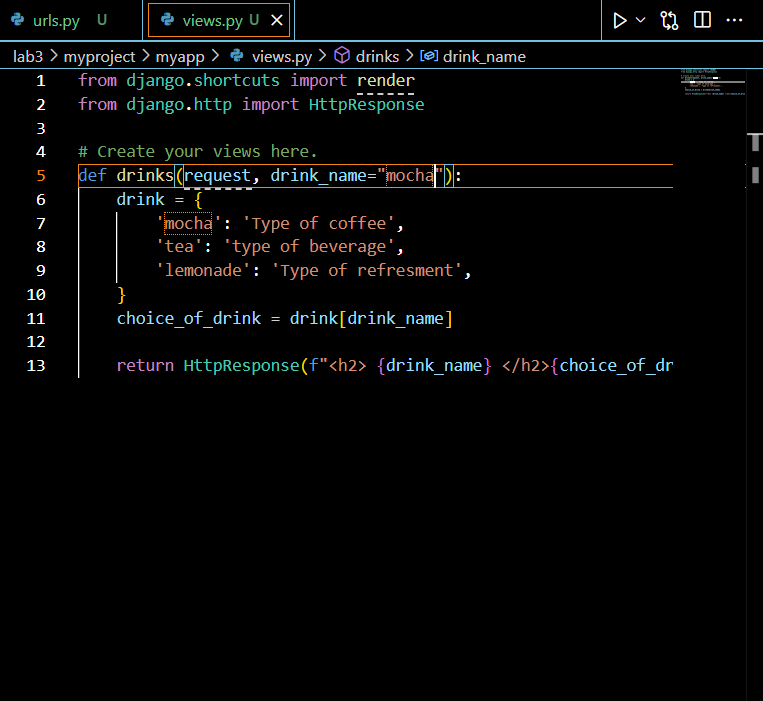 urls.py U views.py U
lab3 > myproject > myapp > views.py > drinks > drink_name
1 from django.shortcuts import render
2 from django.http import HttpResponse
3
4 # Create your views here.
5 def drinks(request, drink_name="mocha"):
6 drink = {
7 'mocha': 'Type of coffee',
8 'tea': 'type of beverage',
9 'lemonade': 'Type of refresment',
10 }
11 choice_of_drink = drink[drink_name]
12
13 return HttpResponse(f"<h2> {drink_name} </h2>{choice_of_dr